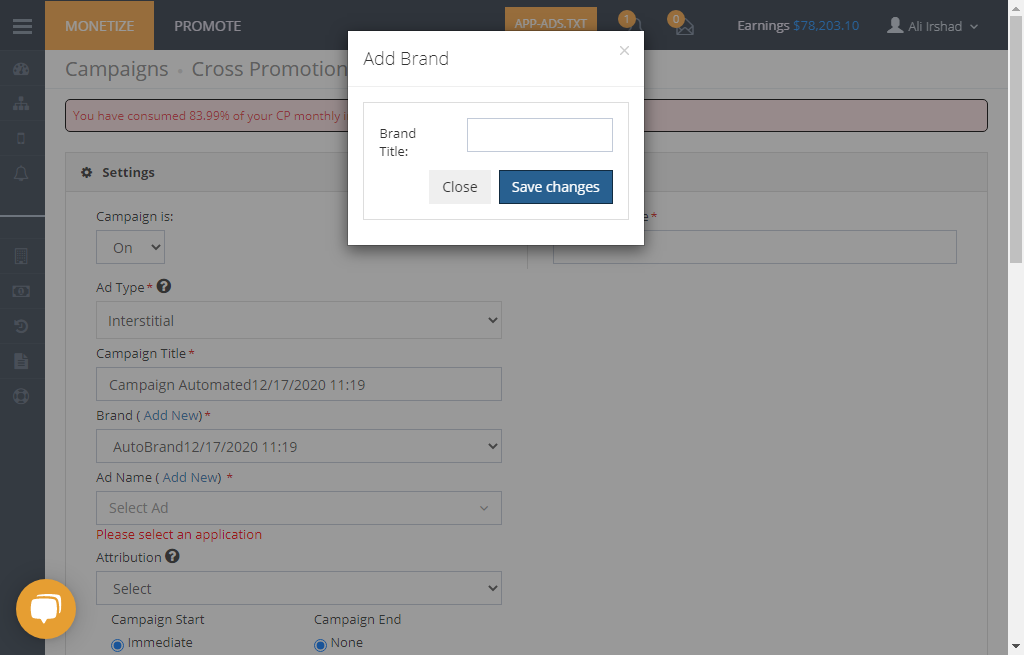 MONETIZE PROMOTE APP-ADS.TXT 1 0 Earnings $78,203.10 Ali Irshad
Campaigns Cross Promotion
You have consumed 83.99% of your CP monthly
Add Brand ×
Brand Title:
Close Save changes
Settings
Campaign is:
On
Ad Type *
Interstitial
Campaign Title *
Campaign Automated12/17/2020 11:19
Brand ( Add New) *
AutoBrand12/17/2020 11:19
Ad Name ( Add New) *
Select Ad
Please select an application
Attribution
Select
Campaign Start Campaign End
Immediate None